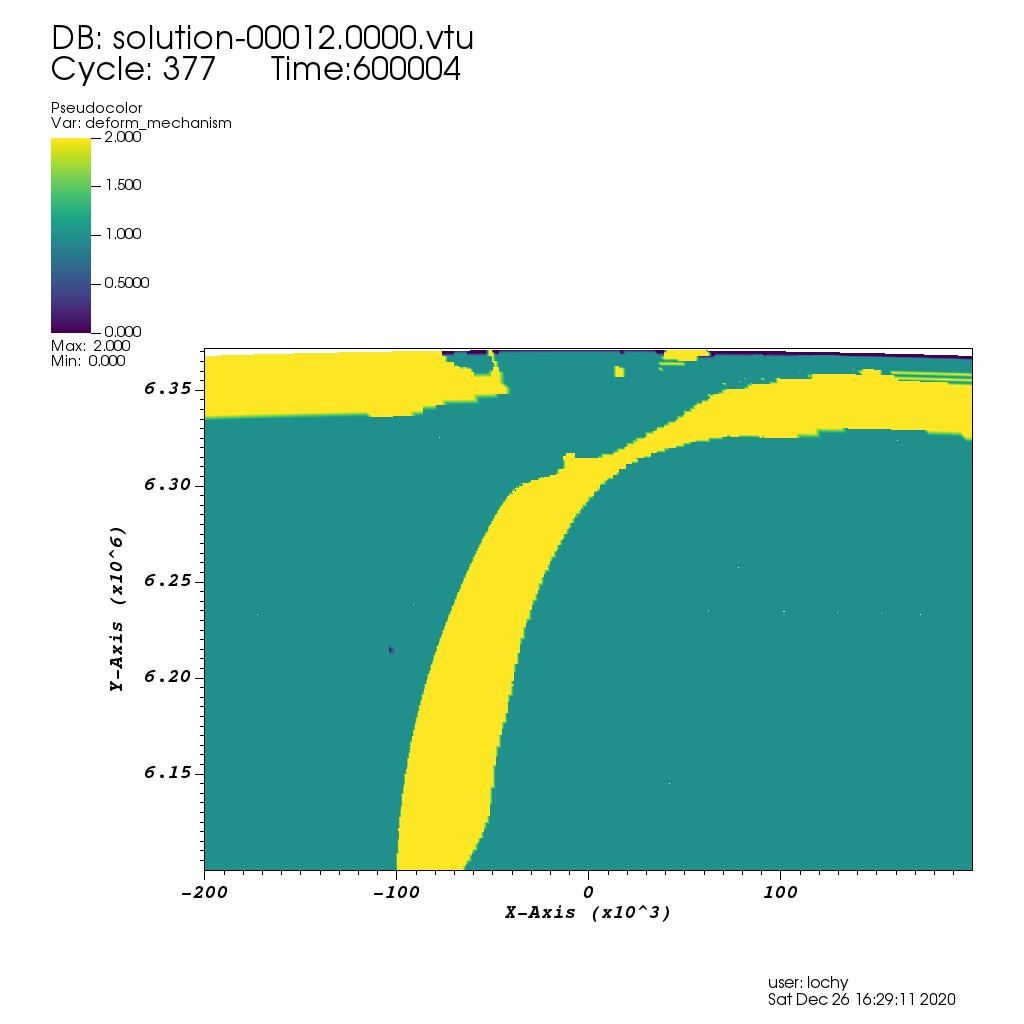 DB: solution-00012.0000.vtu
Cycle: 377 Time:600004
Pseudocolor
Var: deform_mechanism
2.000
1.500
1.000
0.5000
0.000
Max: 2.000
Min: 0.000
6.35
6.30
6.25
6.20
6.15
Y-Axis (x10^6)
-200 -100 0 100
X-Axis (x10^3)
user: lochy
Sat Dec 26 16:29:11 2020